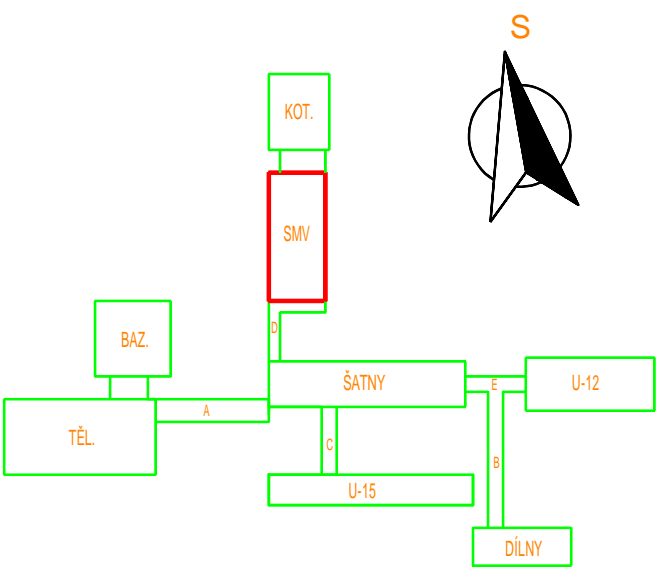 S
KOT.
SMV
D
BAZ.
ŠATNY
E
U-12
A
TĚL.
C
B
U-15
DÍLNY